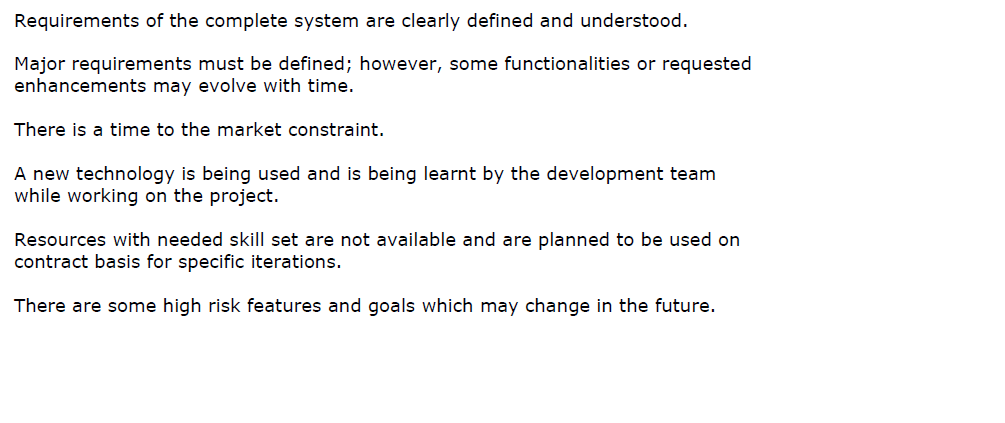 Requirements of the complete system are clearly defined and understood.
Major requirements must be defined; however, some functionalities or requested
enhancements may evolve with time.
There is a time to the market constraint.
A new technology is being used and is being learnt by the development team
while working on the project.
Resources with needed skill set are not available and are planned to be used on
contract basis for specific iterations.
There are some high risk features and goals which may change in the future.